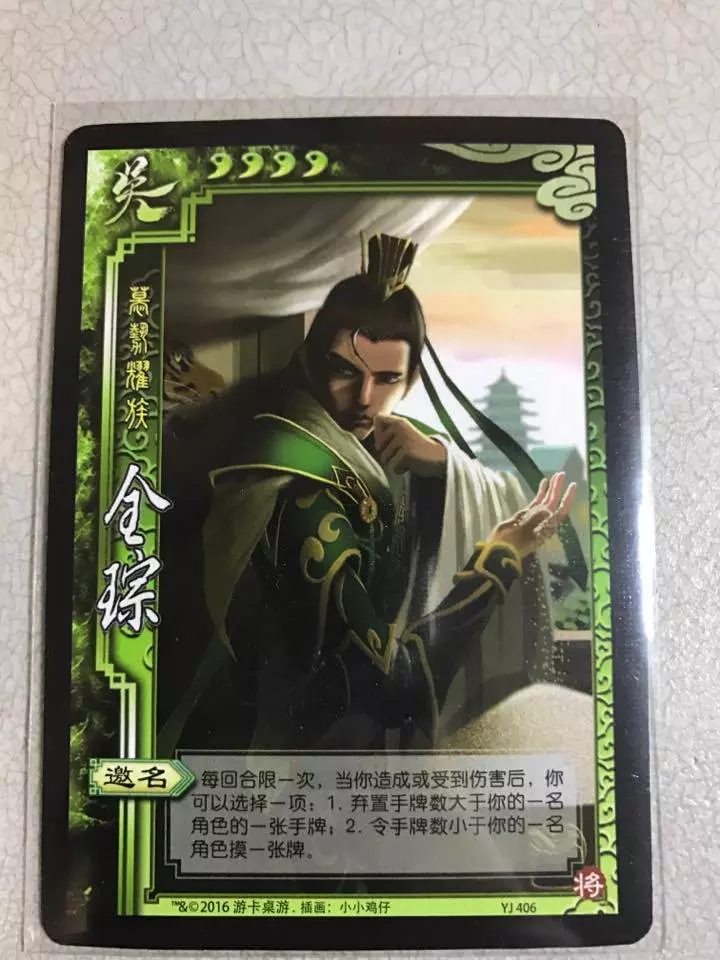 吴
慕势耀族
全琮
邀名
每回合限一次，当你造成或受到伤害后，你
可以选择一项：1. 弃置手牌数大于你的一名
角色的一张手牌；2. 令手牌数小于你的一名
角色摸一张牌。
将
™&©2016 游卡桌游．插画：小小鸡仔
YJ 406